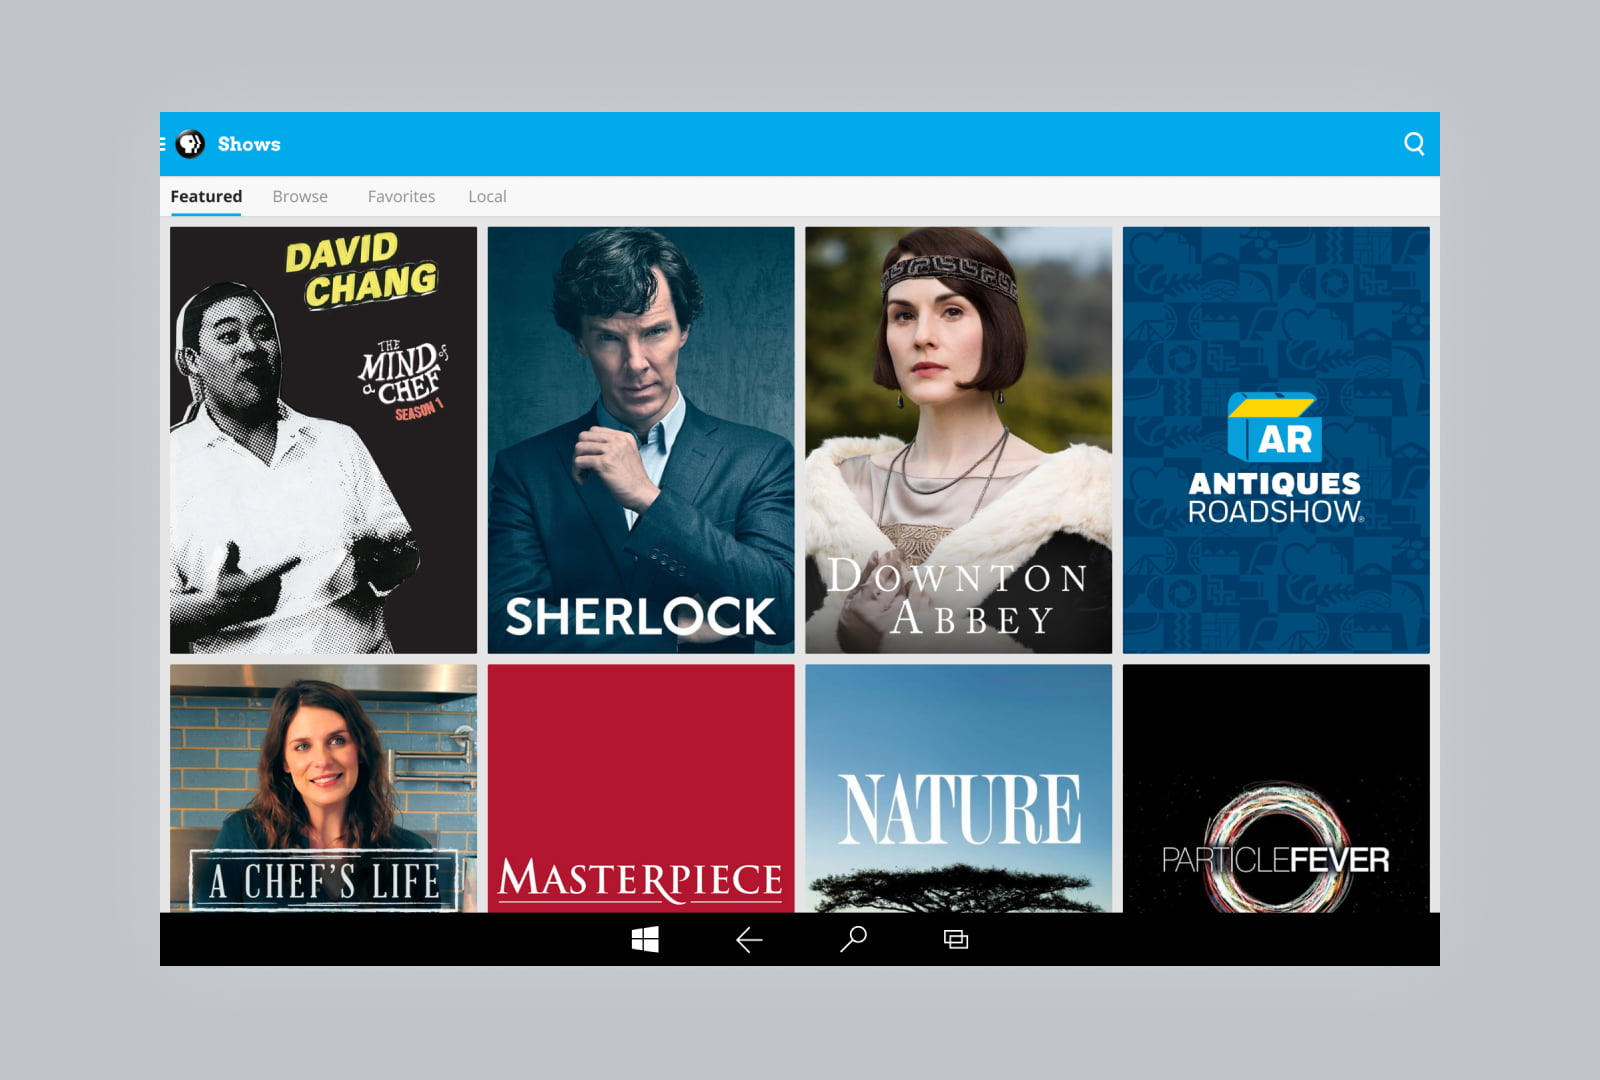 Shows
Featured
Browse
Favorites
Local
DAVID
CHANG
THE
MIND of
a CHEF
SEASON 1
SHERLOCK
DOWNTON
ABBEY
AR
ANTIQUES
ROADSHOW®
A CHEF'S LIFE
MASTERPIECE
NATURE
PARTICLEFEVER